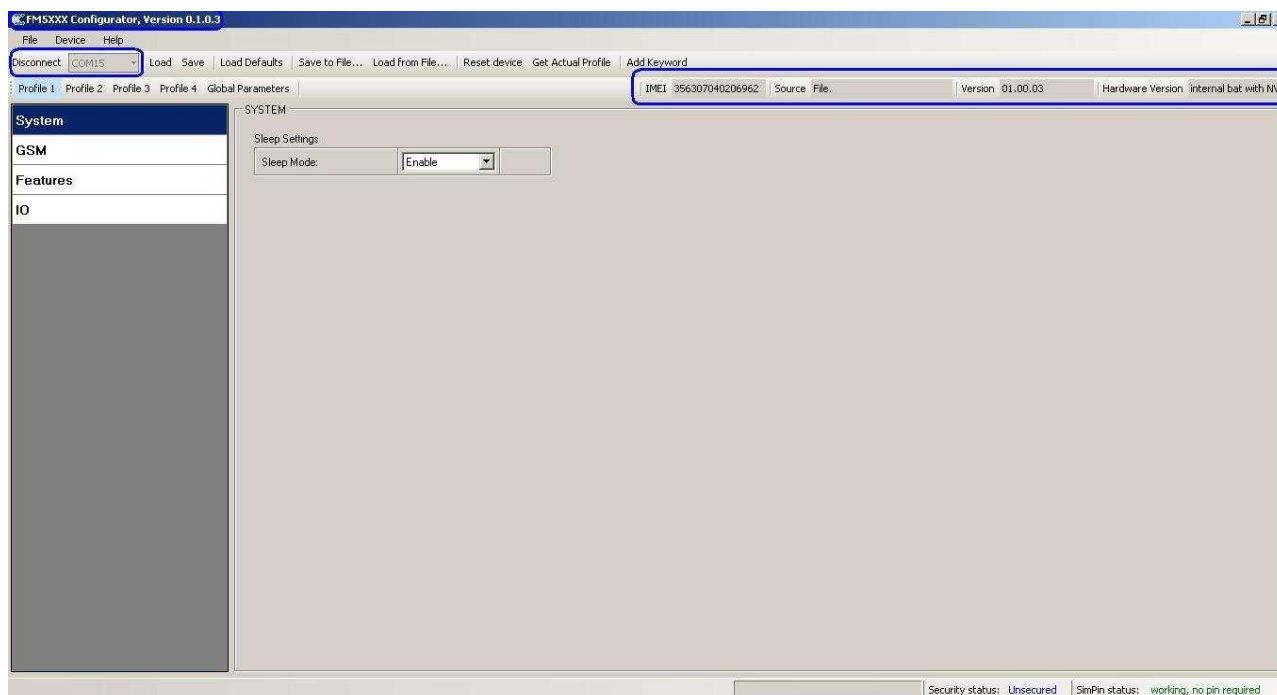 FM5XXX Configurator, Version 0.1.0.3
File Device Help
Disconnect COM15 Load Save Load Defaults Save to File... Load from File... Reset device Get Actual Profile Add Keyword
Profile 1 Profile 2 Profile 3 Profile 4 Global Parameters IMEI 356307040206962 Source File. Version 01.00.03 Hardware Version internal bat with
System
SYSTEM
Sleep Settings
GSM
Sleep Mode: Enable
Features
IO
Security status: Unsecured SimPin status: working, no pin required